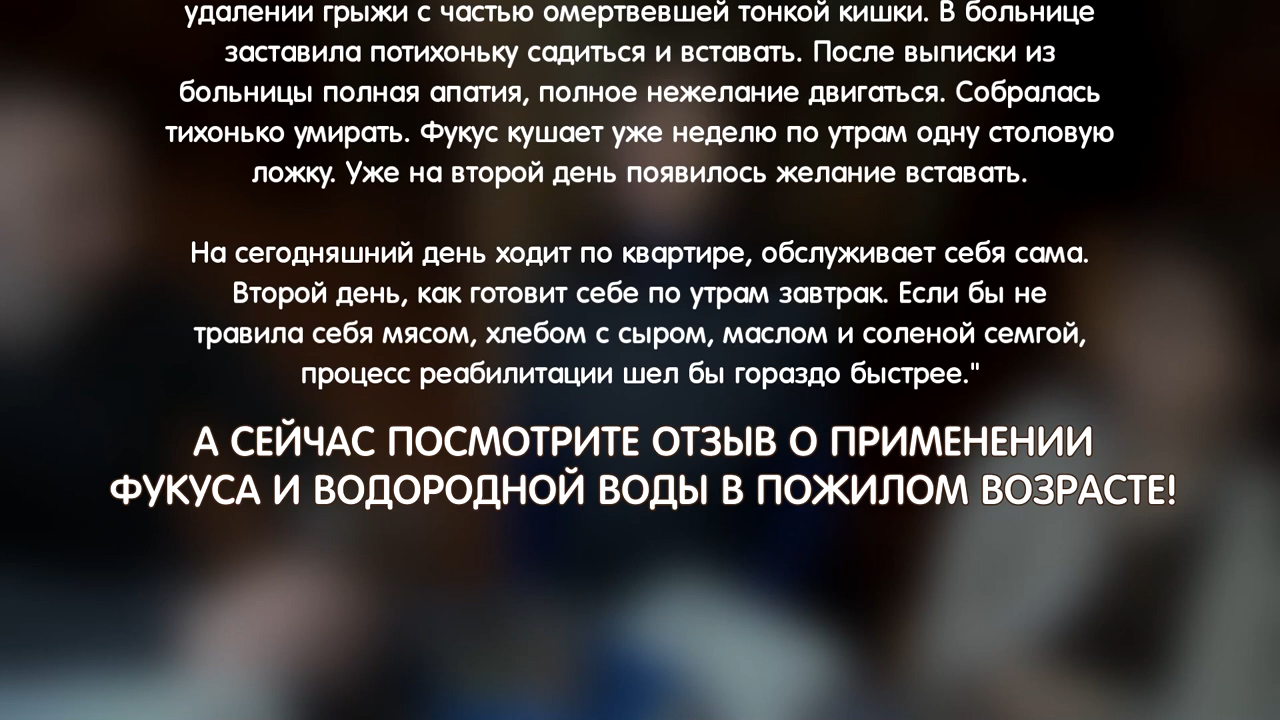 удалении грыжи с частью омертвевшей тонкой кишки. В больнице
заставила потихоньку садиться и вставать. После выписки из
больницы полная апатия, полное нежелание двигаться. Собралась
тихонько умирать. Фукус кушает уже неделю по утрам одну столовую
ложку. Уже на второй день появилось желание вставать.
На сегодняшний день ходит по квартире, обслуживает себя сама.
Второй день, как готовит себе по утрам завтрак. Если бы не
травила себя мясом, хлебом с сыром, маслом и соленой семгой,
процесс реабилитации шел бы гораздо быстрее."
А СЕЙЧАС ПОСМОТРИТЕ ОТЗЫВ О ПРИМЕНЕНИИ
ФУКУСА И ВОДОРОДНОЙ ВОДЫ В ПОЖИЛОМ ВОЗРАСТЕ!